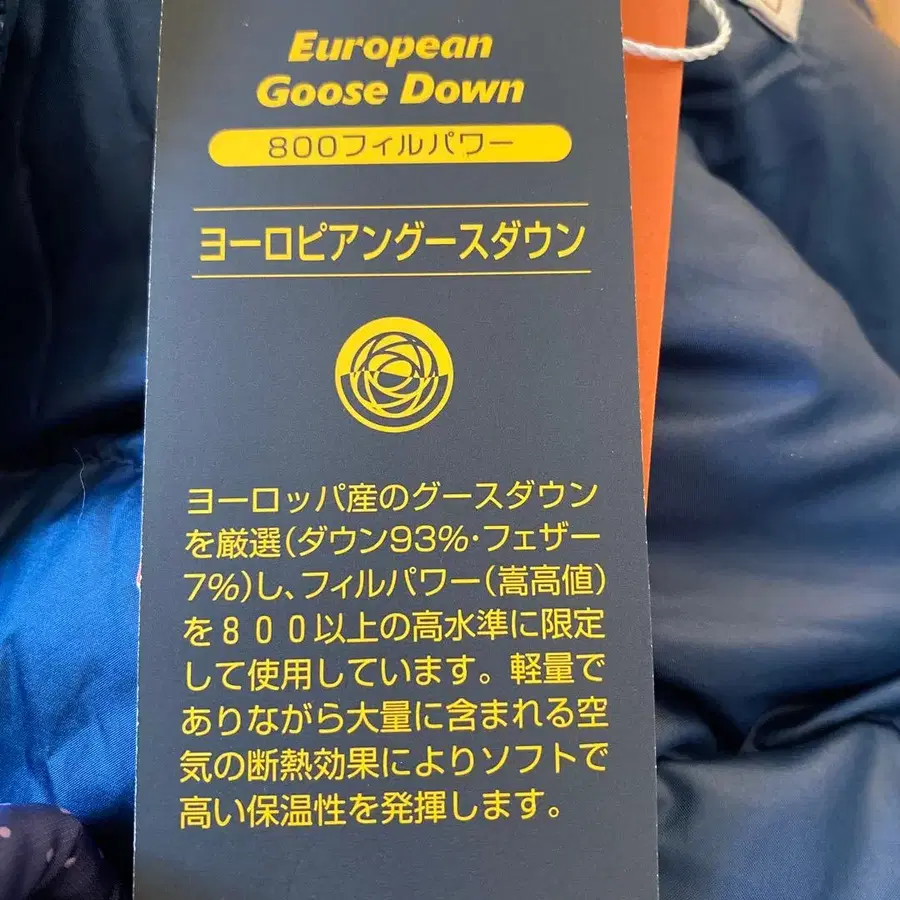 European
Goose Down
800フィルパワー
ヨーロピアングースダウン
ヨーロッパ産のグースダウン
を厳選(ダウン93%･フェザー
7%)し､フィルパワー(嵩高値)
を８００以上の高水準に限定
して使用しています。軽量で
ありながら大量に含まれる空
気の断熱効果によりソフトで
高い保温性を発揮します。